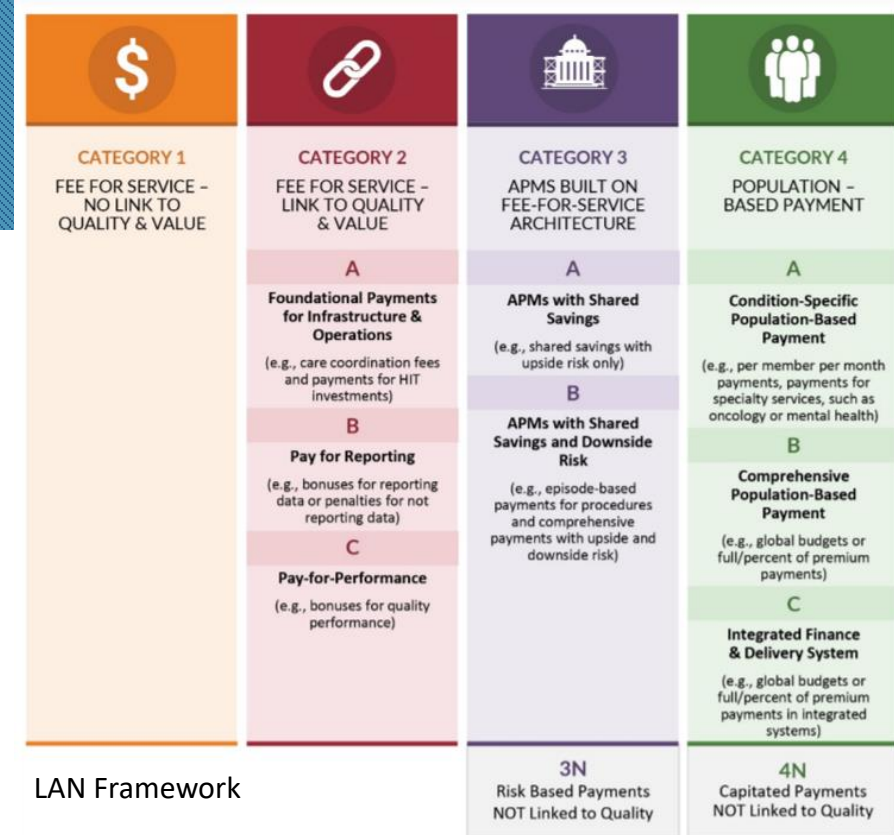 $
CATEGORY 1
FEE FOR SERVICE –
NO LINK TO
QUALITY & VALUE
CATEGORY 2
FEE FOR SERVICE –
LINK TO QUALITY
& VALUE
A
Foundational Payments
for Infrastructure &
Operations
(e.g., care coordination fees
and payments for HIT
investments)
B
Pay for Reporting
(e.g., bonuses for reporting
data or penalties for not
reporting data)
C
Pay-for-Performance
(e.g., bonuses for quality
performance)
CATEGORY 3
APMS BUILT ON
FEE-FOR-SERVICE
ARCHITECTURE
A
APMs with Shared
Savings
(e.g., shared savings with
upside risk only)
B
APMs with Shared
Savings and Downside
Risk
(e.g., episode-based
payments for procedures
and comprehensive
payments with upside and
downside risk)
3N
Risk Based Payments
NOT Linked to Quality
CATEGORY 4
POPULATION –
BASED PAYMENT
A
Condition-Specific
Population-Based
Payment
(e.g., per member per month
payments, payments for
specialty services, such as
oncology or mental health)
B
Comprehensive
Population-Based
Payment
(e.g., global budgets or
full/percent of premium
payments)
C
Integrated Finance
& Delivery System
(e.g., global budgets or
full/percent of premium
payments in integrated
systems)
4N
Capitated Payments
NOT Linked to Quality
LAN Framework